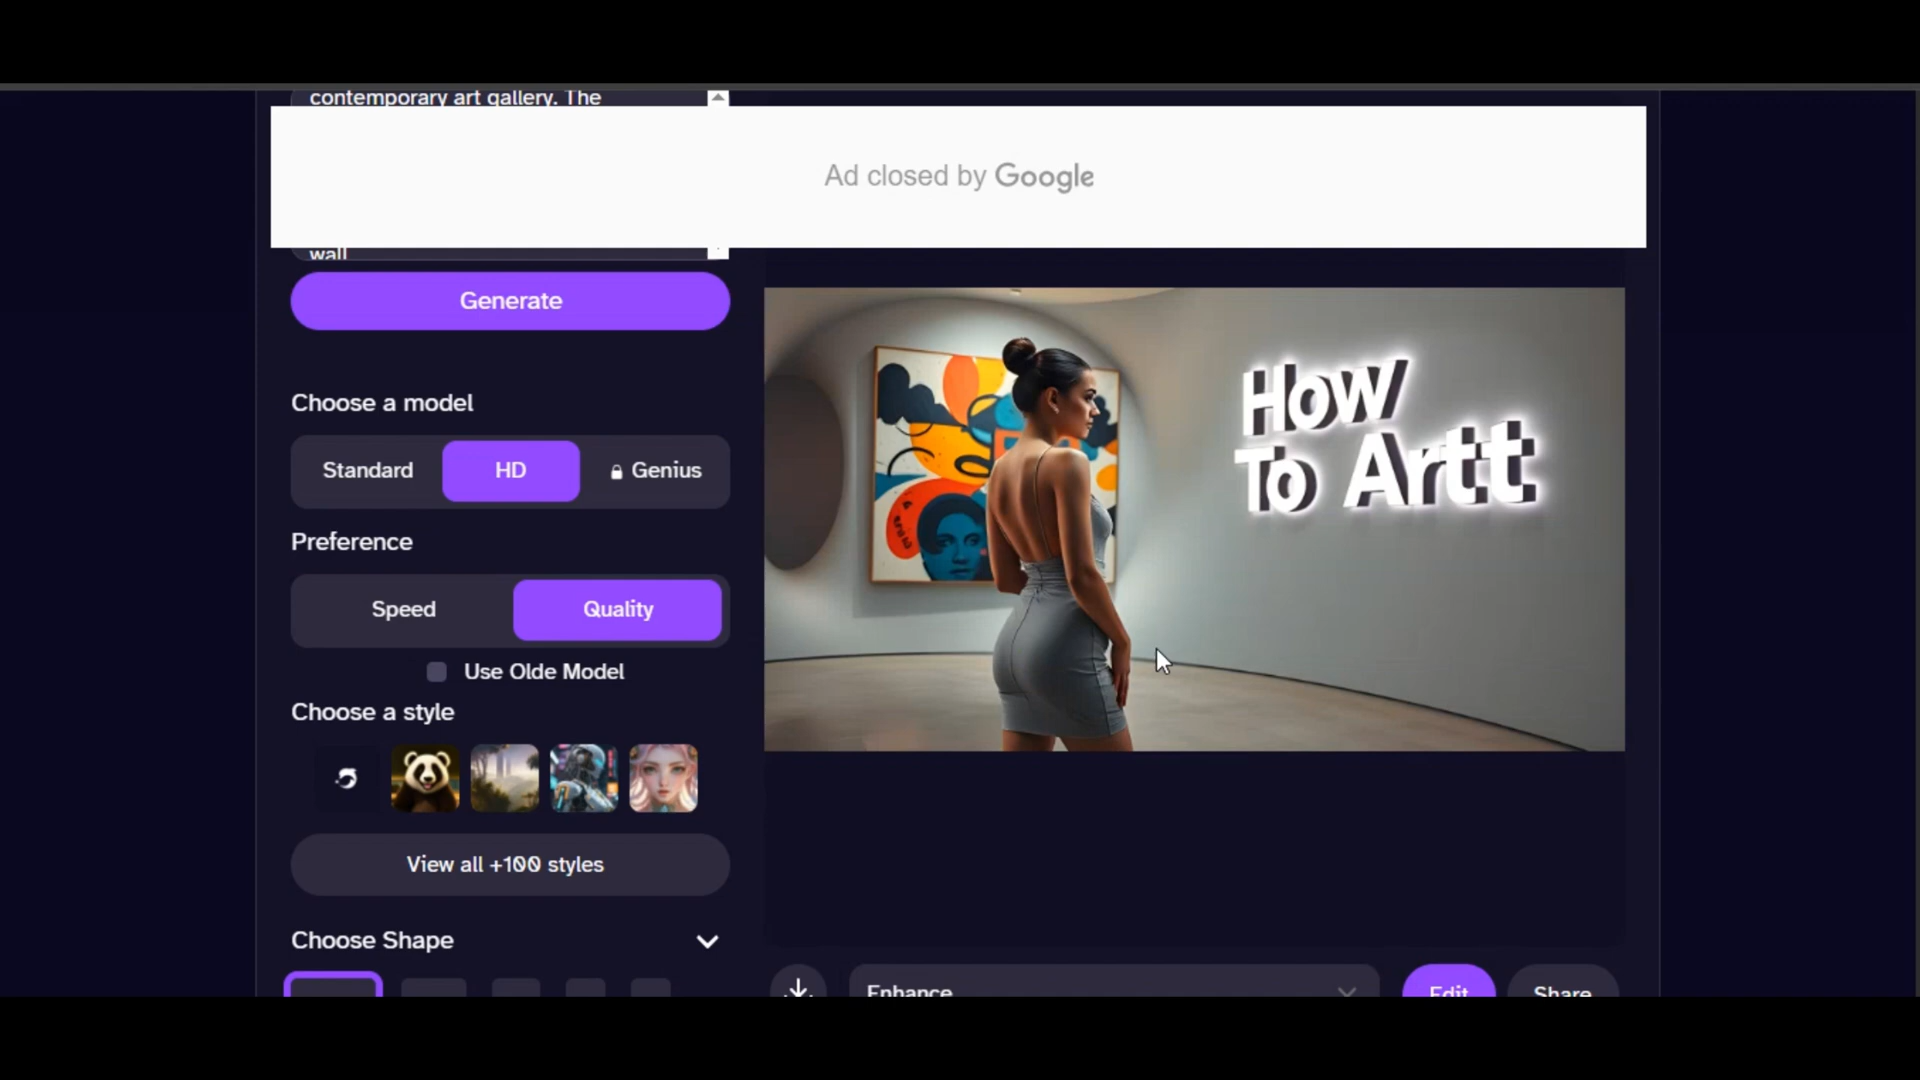 contemporary art gallery. The
Ad closed by Google
wall
Generate
Choose a model
Standard
HD
Genius
Preference
Speed
Quality
Use Olde Model
Choose a style
View all +100 styles
Choose Shape
How
To Artt
Enhance
Edit
Share